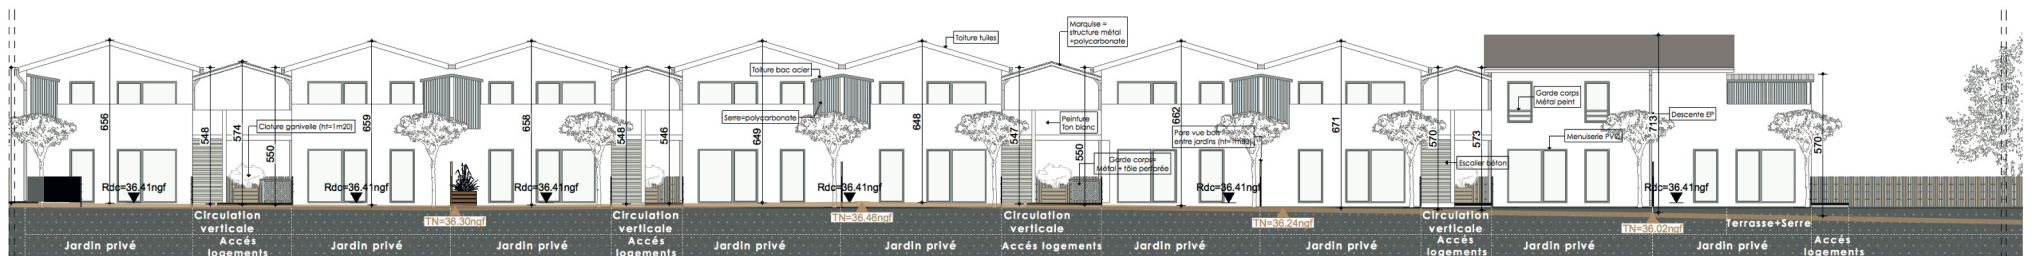 Marquise =
structure métal
+polycarbonate
Toiture tuiles
Toiture bac acier
Serre=polycarbonate
Cloture ganivelle (ht=1m20)
Peinture
Ton blanc
Pare vue bois
entre jardins
Garde corps=
Métal + tôle perforée
Escalier béton
Garde corps
Métal peint
Menuiserie PVC
Descente EP
656
548
574
550
659
658
548
546
649
648
547
550
662
671
570
573
713
570
Rdc=36.41ngf
Rdc=36.41ngf
Rdc=36.41ngf
Rdc=36.41ngf
Rdc=36.41ngf
Rdc=36.41ngf
TN=36.30ngf
TN=36.46ngf
TN=36.24ngf
TN=36.02ngf
Circulation
verticale
Circulation
verticale
Circulation
verticale
Circulation
verticale
Terrasse+Serre
Jardin privé
Accés
logements
Jardin privé
Jardin privé
Accés
logements
Jardin privé
Jardin privé
Accés logements
Jardin privé
Jardin privé
Accés
logements
Jardin privé
Jardin privé
Accés
logements